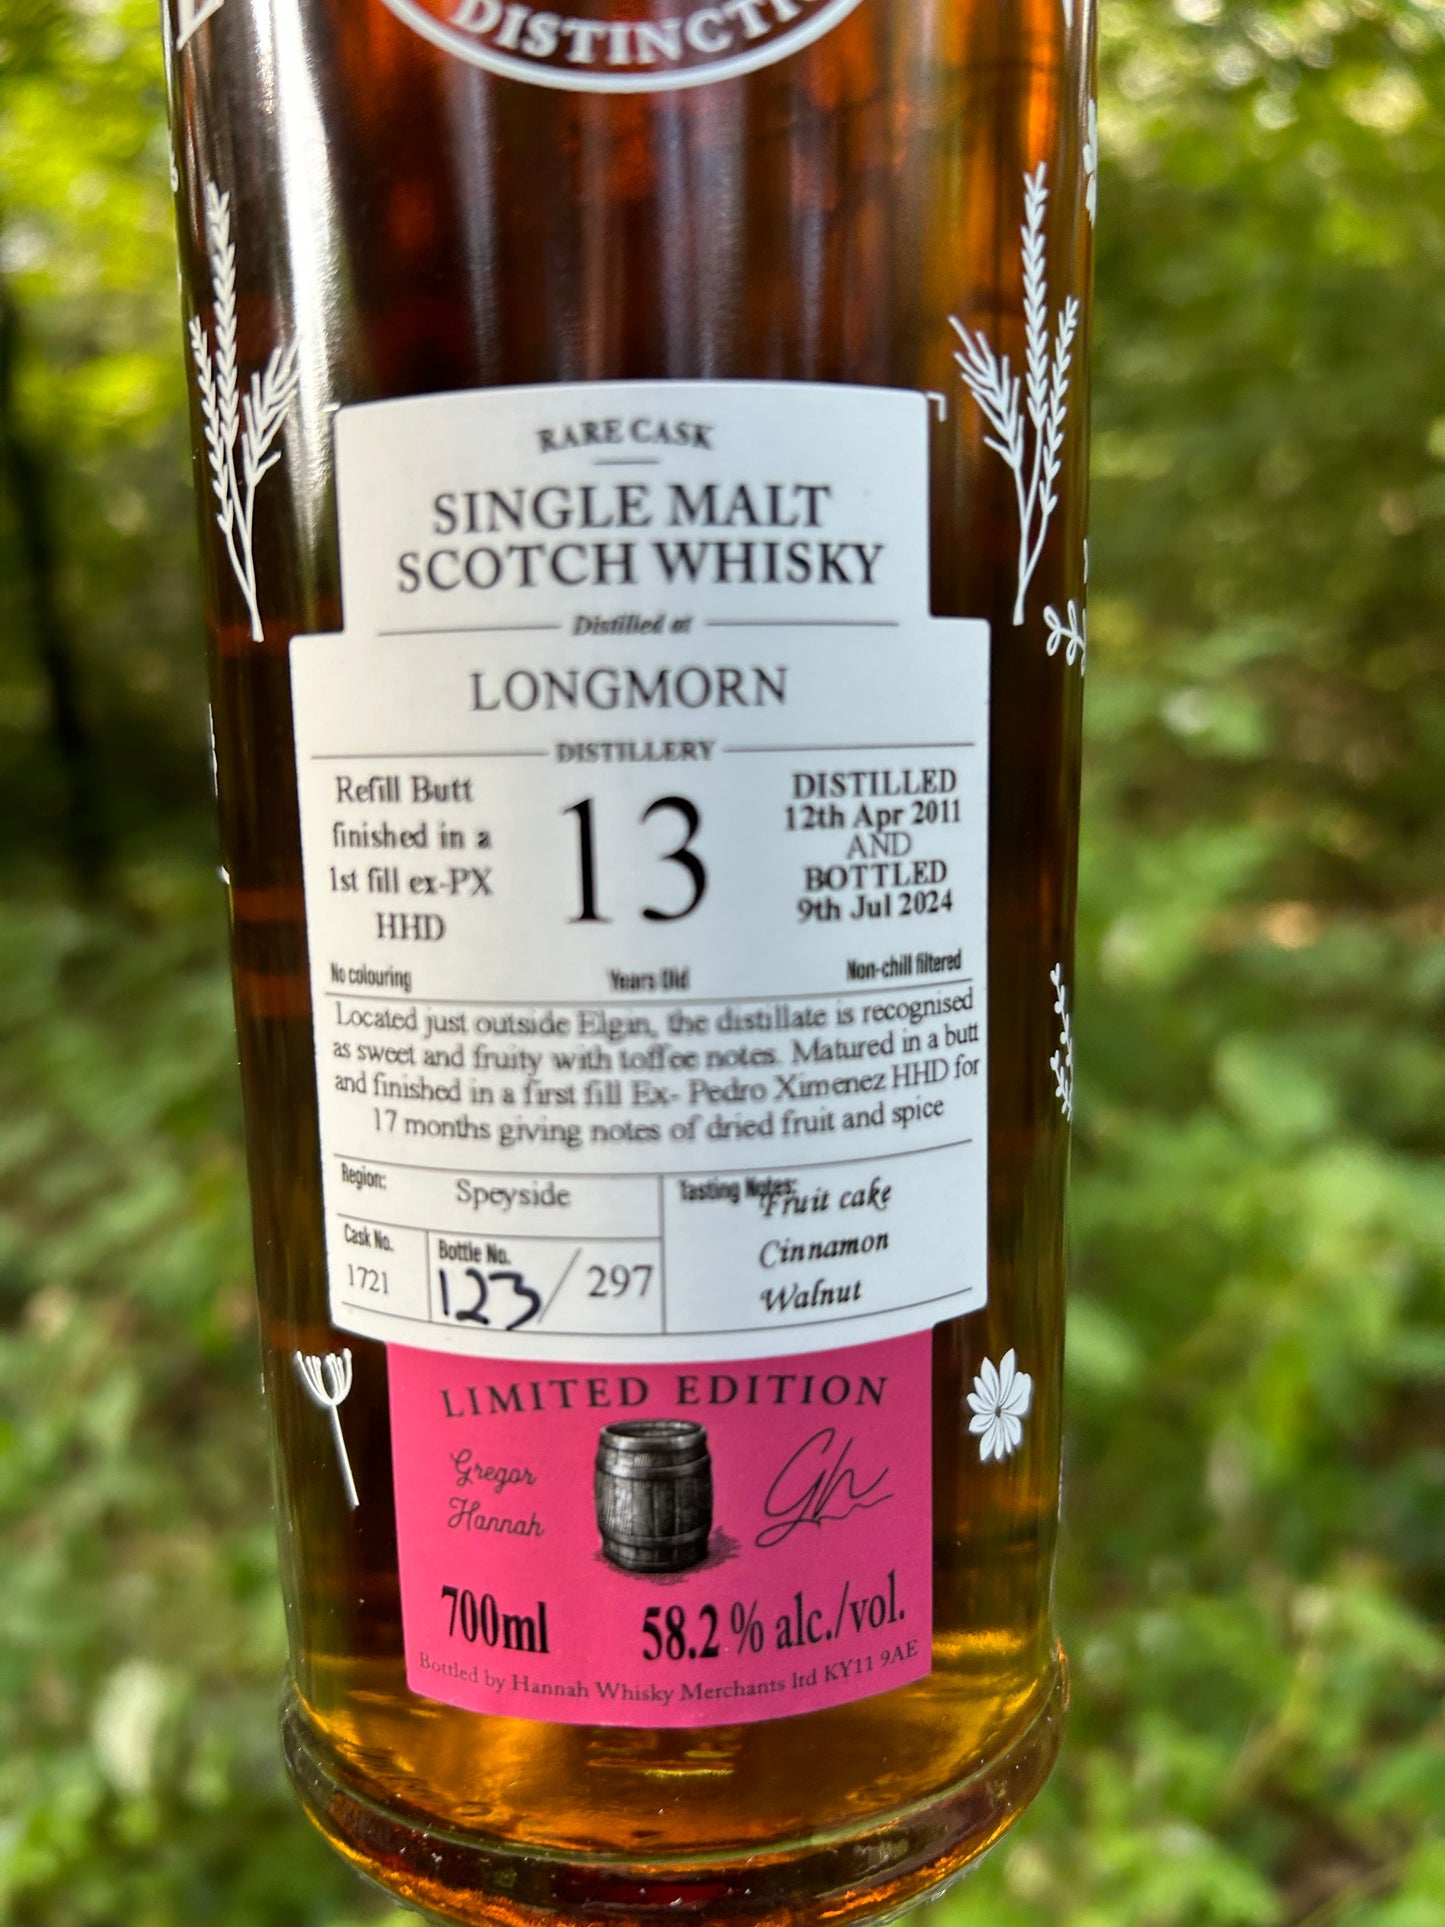 RARE CASK
SINGLE MALT
SCOTCH WHISKY
Distilled at
LONGMORN
DISTILLERY
Refill Butt
finished in a
1st fill ex-PX
HHD
13
DISTILLED
12th Apr 2011
AND
BOTTLED
9th Jul 2024
No colouring
Years Old
Non-chill filtered
Located just outside Elgin, the distillate is recognised
as sweet and fruity with toffee notes. Matured in a butt
and finished in a first fill Ex- Pedro Ximenez HHD for
17 months giving notes of dried fruit and spice
Region:
Speyside
Cask No.
1721
Bottle No.
123/297
Tasting Notes:
Fruit cake
Cinnamon
Walnut
LIMITED EDITION
Gregor
Hannah
Gh
700ml
58.2% alc./vol.
Bottled by Hannah Whisky Merchants ltd KY11 9AE